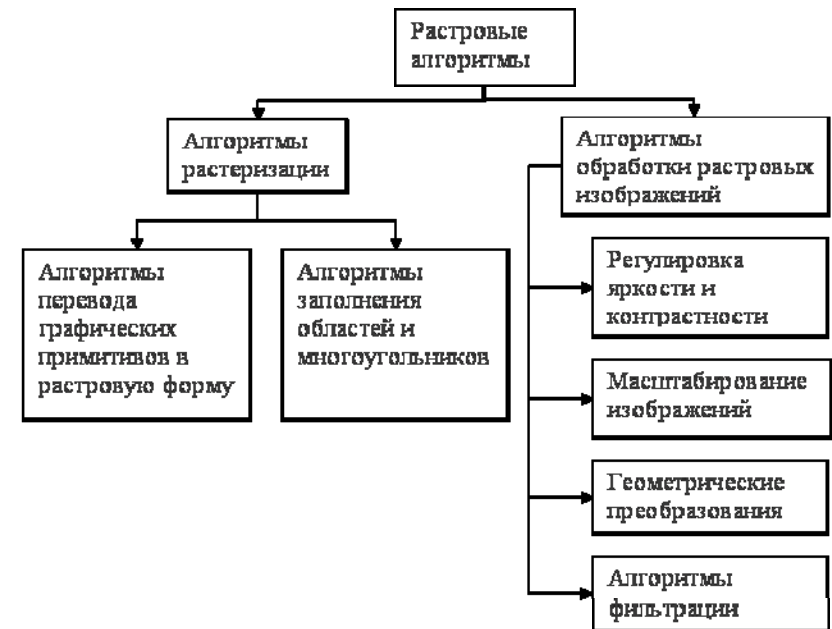 Растровые
алгоритмы
Алгоритмы
растеризации
Алгоритмы
обработки растровых
изображений
Алгоритмы
перевода
графических
примитивов в
растровую форму
Алгоритмы
заполнения
областей и
многоугольников
Регулировка
яркости и
контрастности
Масштабирование
изображений
Геометрические
преобразования
Алгоритмы
фильтрации